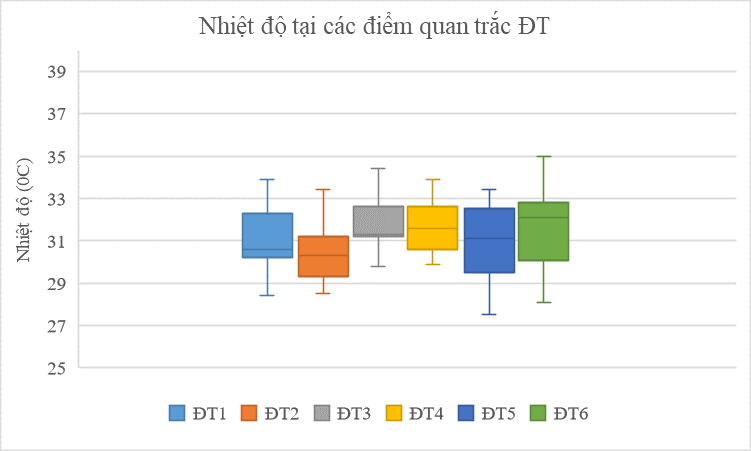 Nhiệt độ tại các điểm quan trắc ĐT
39
37
35
33
31
29
27
25
Nhiệt độ (0C)
ĐT1 ĐT2 ĐT3 ĐT4 ĐT5 ĐT6